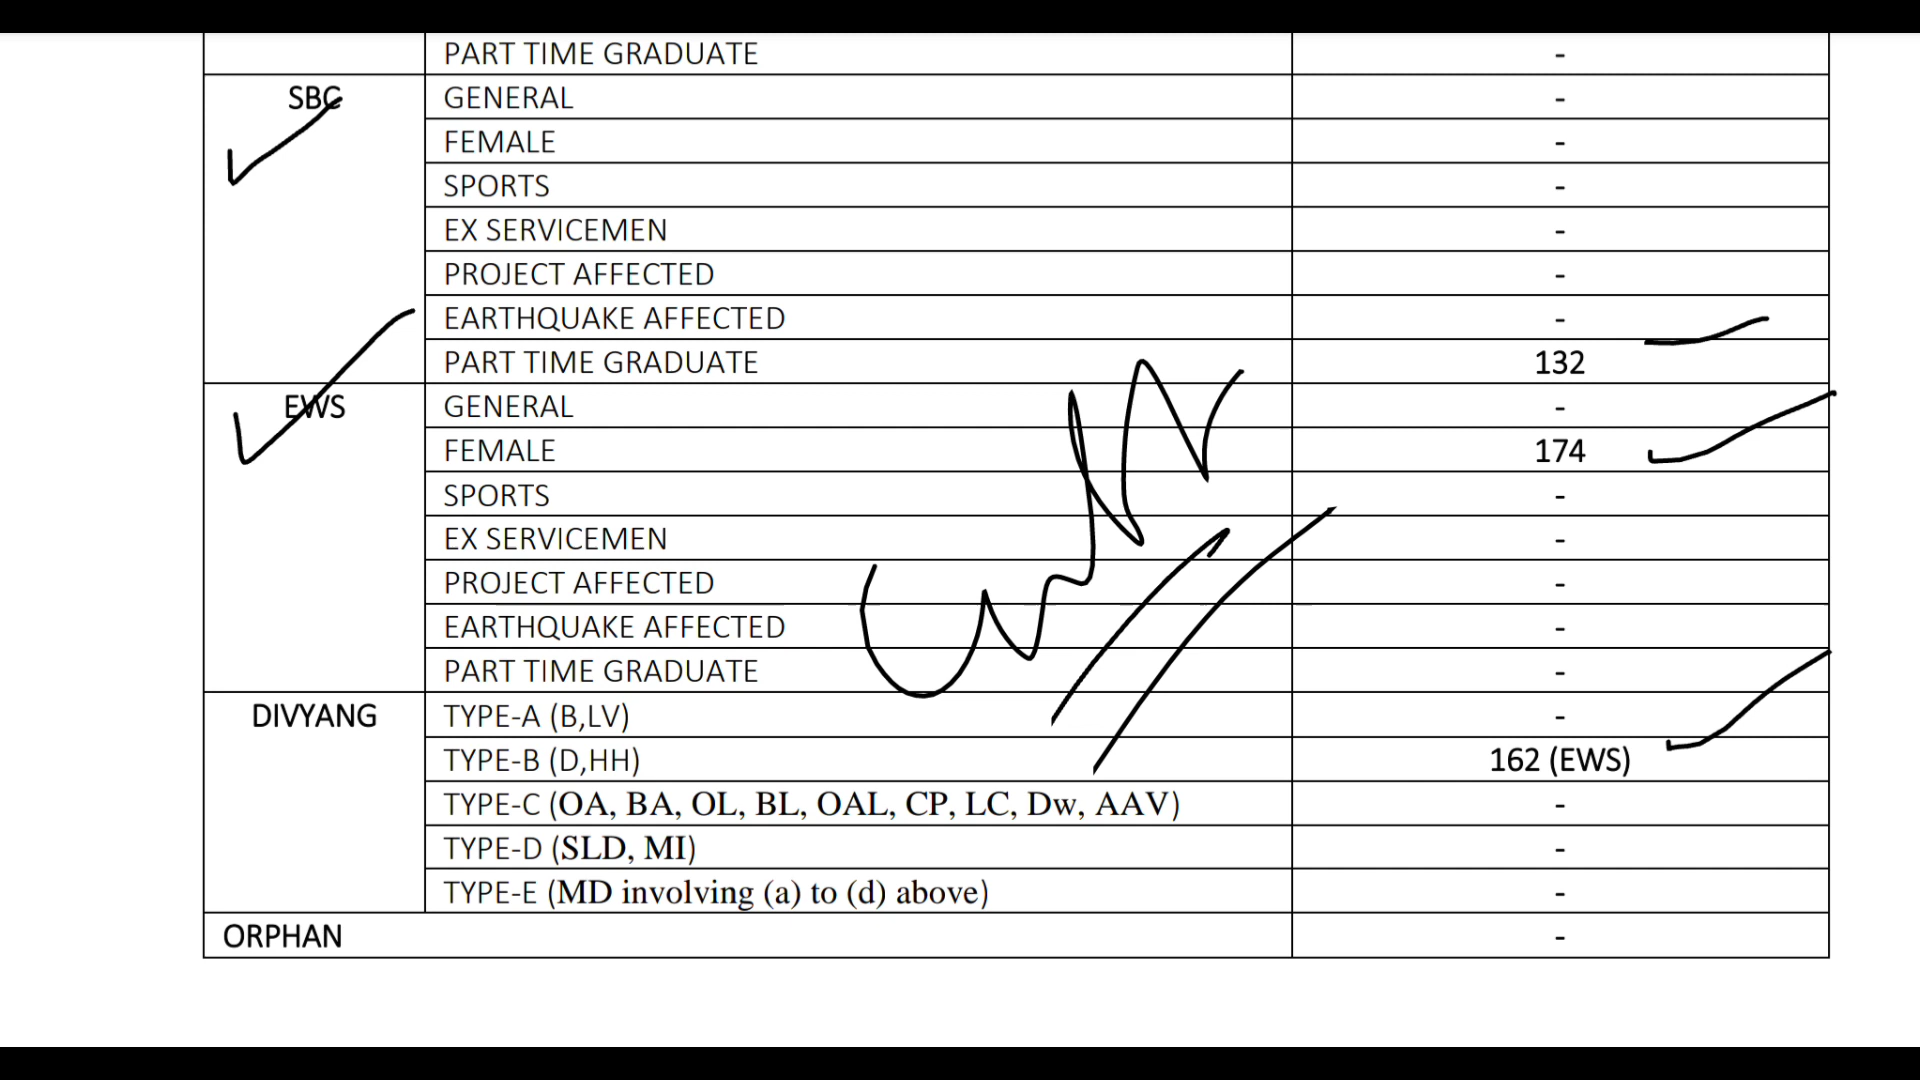 PART TIME GRADUATE -
SBC GENERAL -
FEMALE -
SPORTS -
EX SERVICEMEN -
PROJECT AFFECTED -
EARTHQUAKE AFFECTED -
PART TIME GRADUATE 132
EWS GENERAL -
FEMALE 174
SPORTS -
EX SERVICEMEN -
PROJECT AFFECTED -
EARTHQUAKE AFFECTED -
PART TIME GRADUATE -
DIVYANG TYPE-A (B,LV) -
TYPE-B (D,HH) 162 (EWS)
TYPE-C (OA, BA, OL, BL, OAL, CP, LC, Dw, AAV) -
TYPE-D (SLD, MI) -
TYPE-E (MD involving (a) to (d) above) -
ORPHAN -